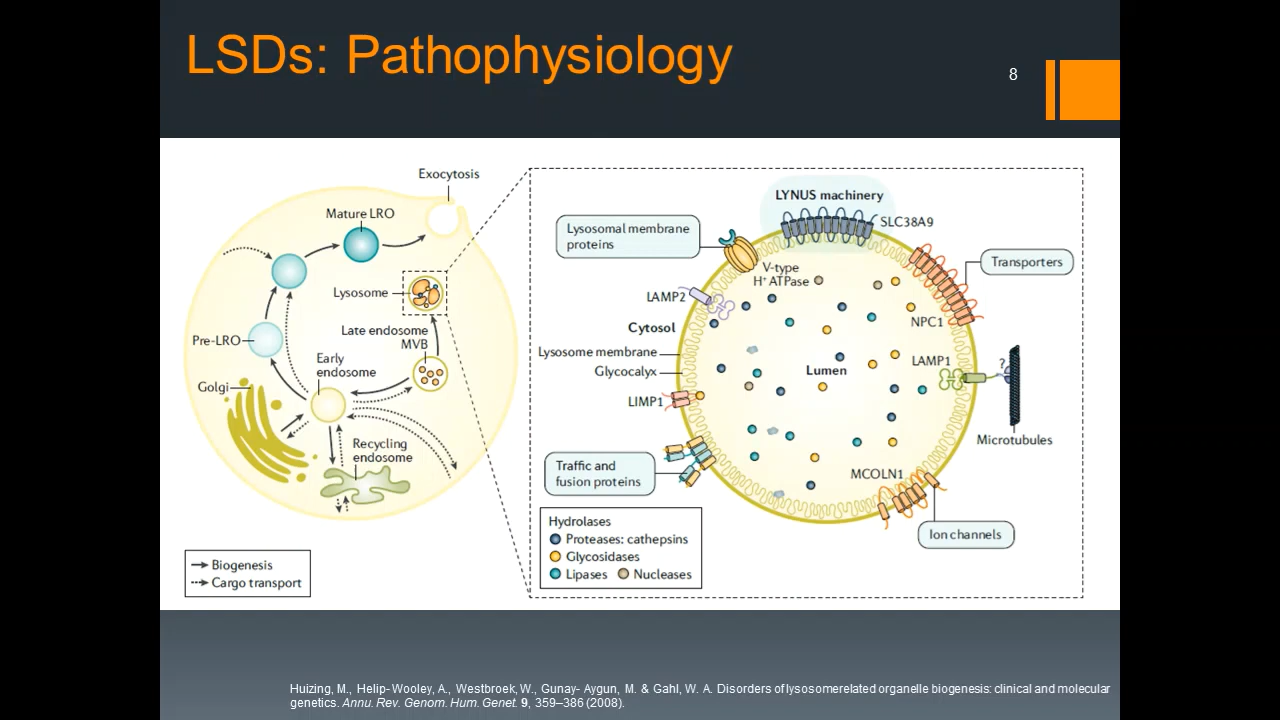 LSDs: Pathophysiology
8
Exocytosis
Mature LRO
Lysosome
Late endosome
MVB
Pre-LRO
Early
endosome
Golgi
Recycling
endosome
Biogenesis
Cargo transport
LYNUS machinery
SLC38A9
Lysosomal membrane
proteins
V-type
H⁺ ATPase
Transporters
LAMP2
NPC1
Cytosol
Lysosome membrane
Glycocalyx
Lumen
LAMP1
?
LIMP1
Microtubules
Traffic and
fusion proteins
MCOLN1
Ion channels
Hydrolases
Proteases: cathepsins
Glycosidases
Lipases Nucleases
Huizing, M., Helip- Wooley, A., Westbroek, W., Gunay- Aygun, M. & Gahl, W. A. Disorders of lysosomerelated organelle biogenesis: clinical and molecular
genetics. Annu. Rev. Genom. Hum. Genet. 9, 359–386 (2008).